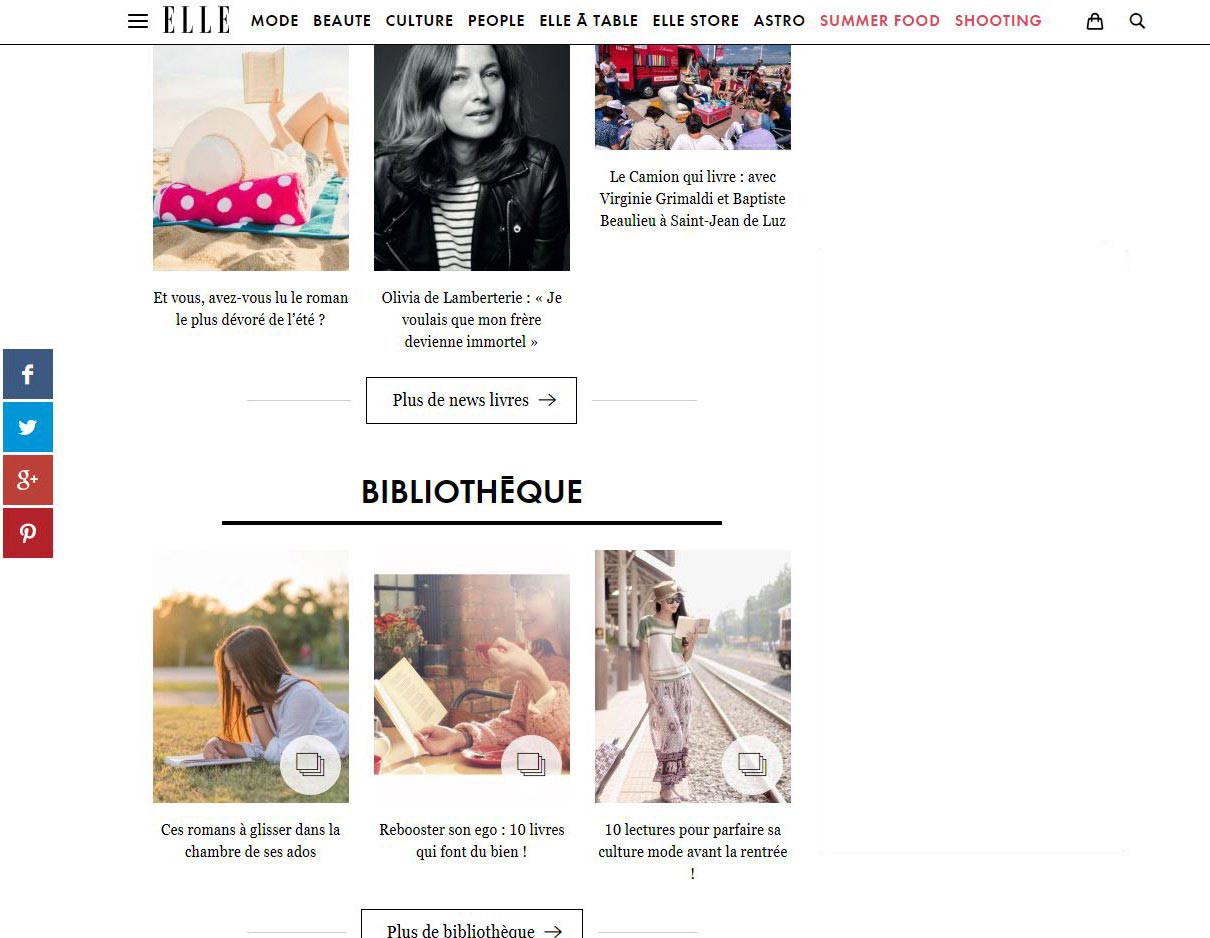 ELLE MODE BEAUTE CULTURE PEOPLE ELLE Ā TABLE ELLE STORE ASTRO SUMMER FOOD SHOOTING
Et vous, avez-vous lu le roman
le plus dévoré de l’été ?
Olivia de Lamberterie : « Je
voulais que mon frère
devienne immortel »
Le Camion qui livre : avec
Virginie Grimaldi et Baptiste
Beaulieu à Saint-Jean de Luz
f
g+
Plus de news livres →
BIBLIOTHĒQUE
Ces romans à glisser dans la
chambre de ses ados
Rebooster son ego : 10 livres
qui font du bien !
10 lectures pour parfaire sa
culture mode avant la rentrée
!
Plus de bibliothèque →